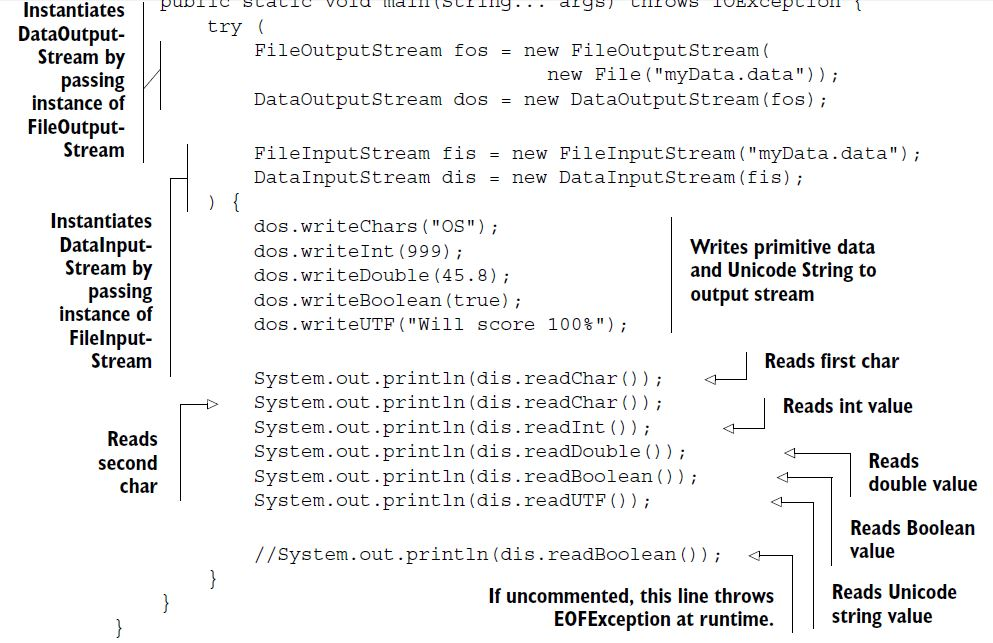 public static void main(String... args) throws IOException {
Instantiates
DataOutput-
Stream by
passing
instance of
FileOutput-
Stream
try (
FileOutputStream fos = new FileOutputStream(
new File("myData.data"));
DataOutputStream dos = new DataOutputStream(fos);
FileInputStream fis = new FileInputStream("myData.data");
DataInputStream dis = new DataInputStream(fis);
) {
Instantiates
DataInput-
Stream by
passing
instance of
FileInput-
Stream
dos.writeChars("OS");
dos.writeInt(999);
dos.writeDouble(45.8);
dos.writeBoolean(true);
dos.writeUTF("Will score 100%");
Writes primitive data
and Unicode String to
output stream
System.out.println(dis.readChar());
Reads first char
System.out.println(dis.readChar());
Reads
second
char
System.out.println(dis.readInt());
Reads int value
System.out.println(dis.readDouble());
Reads
double value
System.out.println(dis.readBoolean());
Reads Boolean
value
System.out.println(dis.readUTF());
Reads Unicode
string value
//System.out.println(dis.readBoolean());
If uncommented, this line throws
EOFException at runtime.
}
}
}